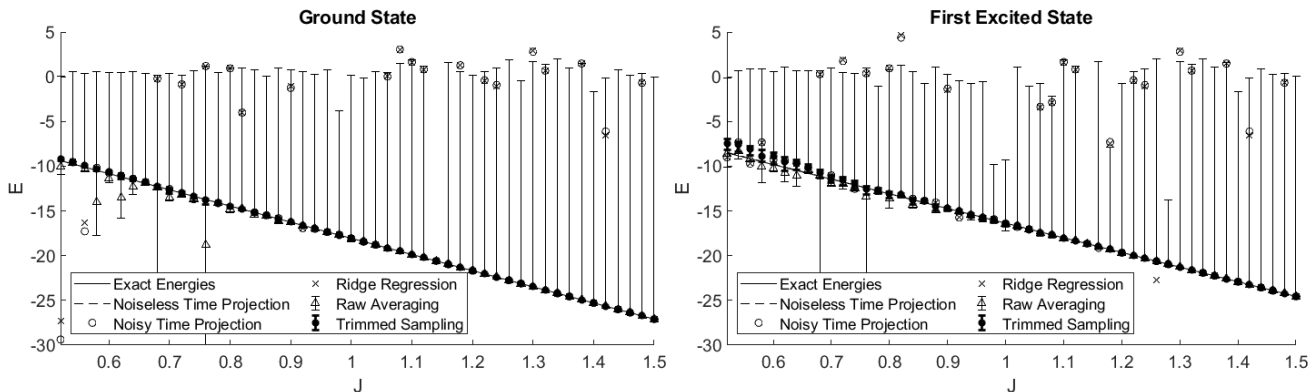 Ground State
5
0
-5
-10
-15
-20
-25
-30
E
Exact Energies
Noiseless Time Projection
Noisy Time Projection
Ridge Regression
Raw Averaging
Trimmed Sampling
0.6 0.7 0.8 0.9 1 1.1 1.2 1.3 1.4 1.5
J
First Excited State
5
0
-5
-10
-15
-20
-25
-30
E
Exact Energies
Noiseless Time Projection
Noisy Time Projection
Ridge Regression
Raw Averaging
Trimmed Sampling
0.6 0.7 0.8 0.9 1 1.1 1.2 1.3 1.4 1.5
J